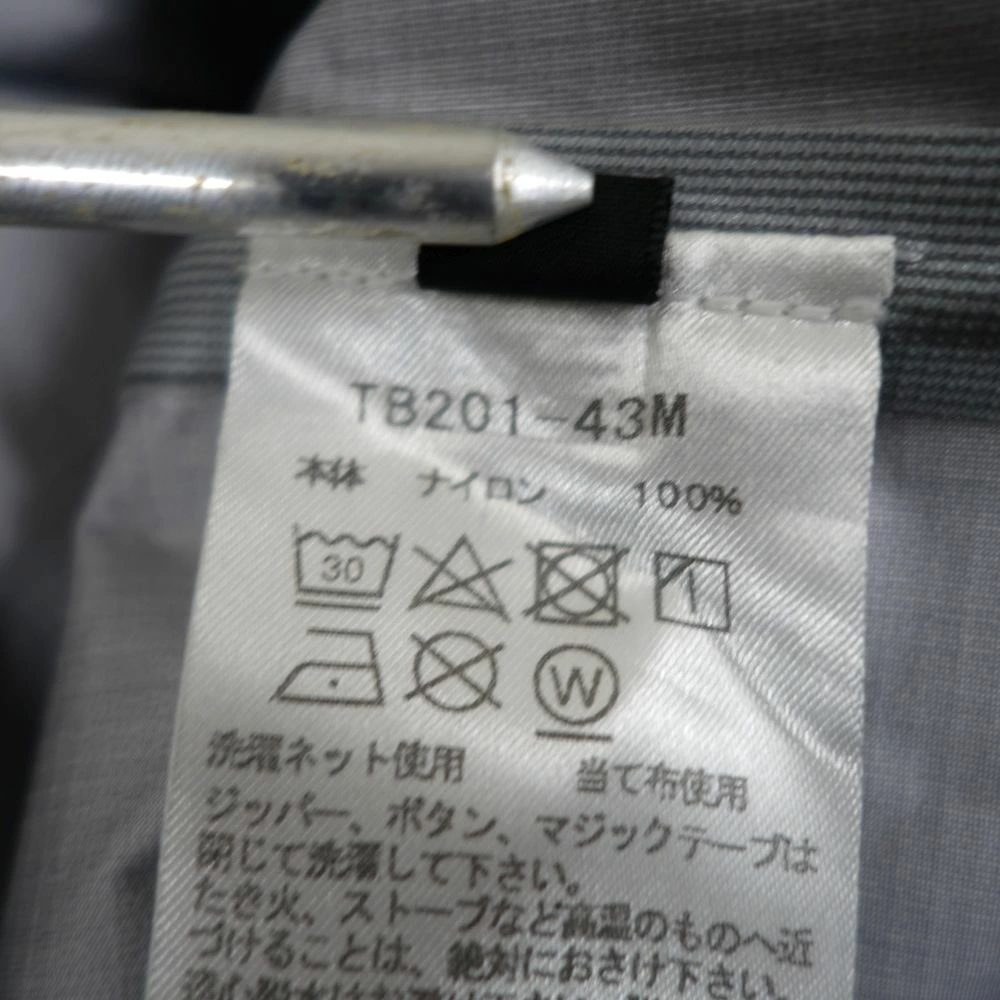 TB201-43M
本体 ナイロン 100%
30
W
洗濯ネット使用 当て布使用
ジッパー、ボタン、マジックテープは
閉じて洗濯して下さい。
たき火、ストーブなど高温のものへ近
づけることは、絶対におさけ下さい。